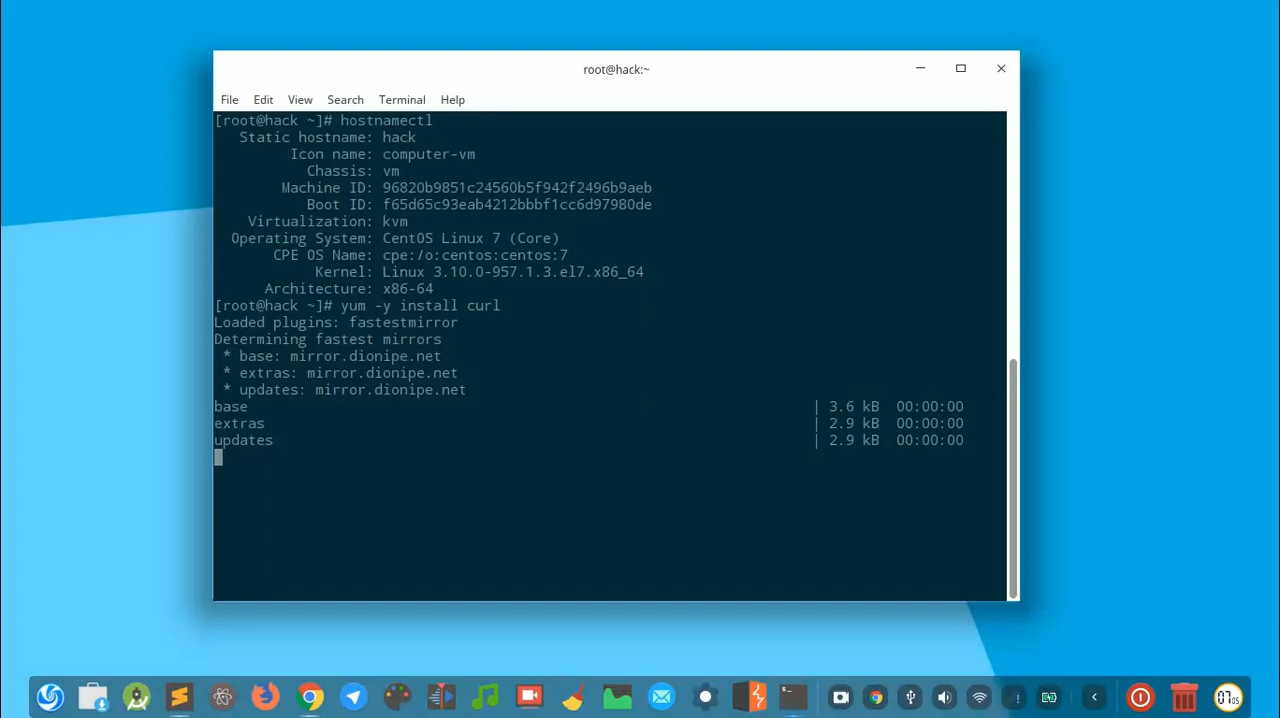 root@hack:~
File Edit View Search Terminal Help
[root@hack ~]# hostnamectl
   Static hostname: hack
         Icon name: computer-vm
           Chassis: vm
        Machine ID: 96820b9851c24560b5f942f2496b9aeb
           Boot ID: f65d65c93eab4212bbbf1cc6d97980de
    Virtualization: kvm
  Operating System: CentOS Linux 7 (Core)
       CPE OS Name: cpe:/o:centos:centos:7
            Kernel: Linux 3.10.0-957.1.3.el7.x86_64
      Architecture: x86-64
[root@hack ~]# yum -y install curl
Loaded plugins: fastestmirror
Determining fastest mirrors
 * base: mirror.dionipe.net
 * extras: mirror.dionipe.net
 * updates: mirror.dionipe.net
base | 3.6 kB 00:00:00
extras | 2.9 kB 00:00:00
updates | 2.9 kB 00:00:00